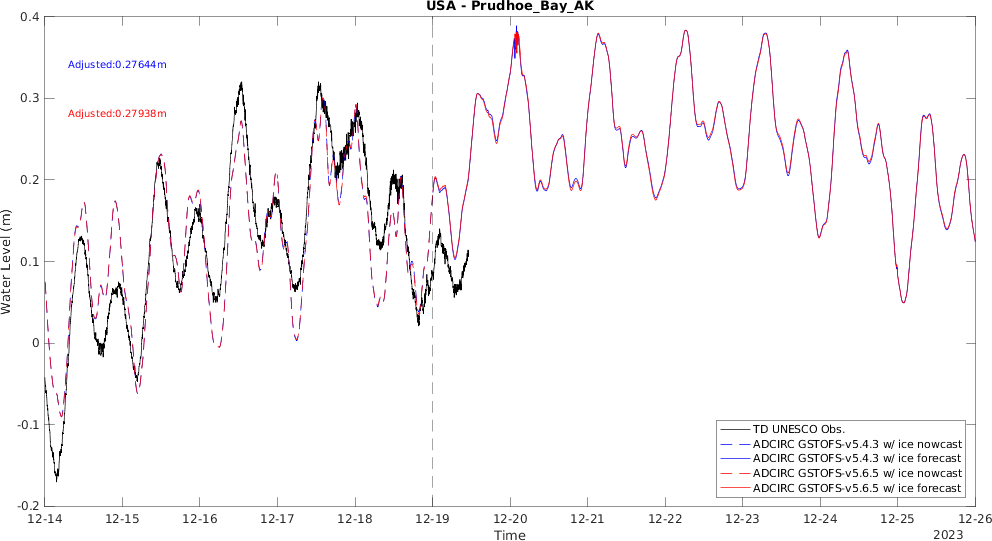 USA - Prudhoe_Bay_AK
0.4
0.3
0.2
0.1
0
-0.1
-0.2
Water Level (m)
Adjusted:0.27644m
Adjusted:0.27938m
TD UNESCO Obs.
ADCIRC GSTOFS-v5.4.3 w/ ice nowcast
ADCIRC GSTOFS-v5.4.3 w/ ice forecast
ADCIRC GSTOFS-v5.6.5 w/ ice nowcast
ADCIRC GSTOFS-v5.6.5 w/ ice forecast
12-14 12-15 12-16 12-17 12-18 12-19 12-20 12-21 12-22 12-23 12-24 12-25 12-26
Time
2023